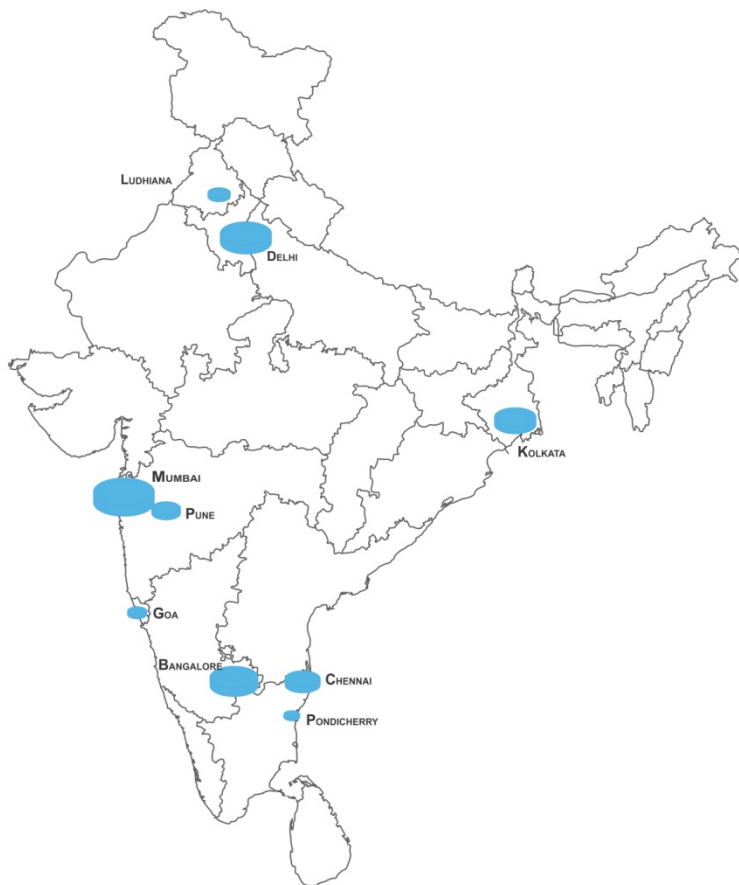 Ludhiana
Delhi
Kolkata
Mumbai
Pune
Goa
Bangalore
Chennai
Pondicherry